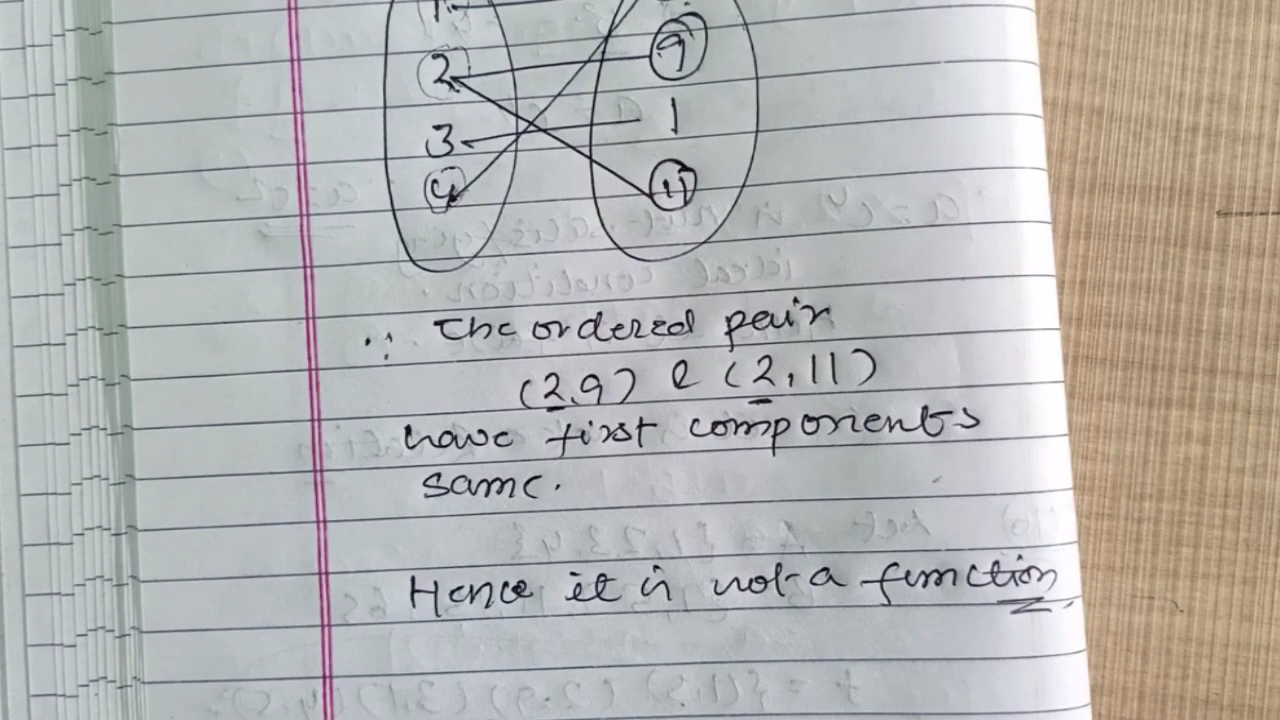 2 9
3 1
4 11
∴ The ordered pair
(2,9) & (2,11)
have first components
same.
Hence it is not a function.